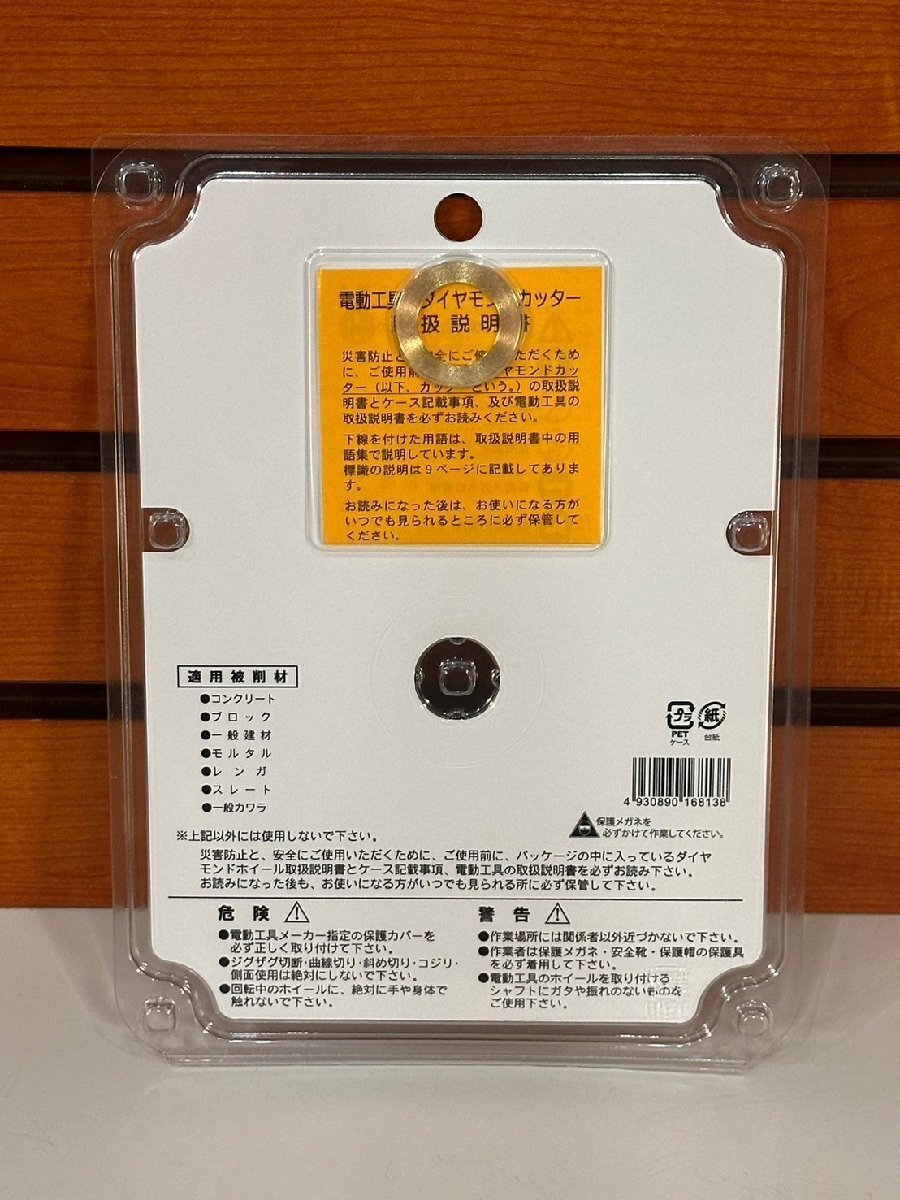 電動工具 ダイヤモンドカッター
取扱説明書
災害防止と、安全にご使用いただくため
に、ご使用前 ヤモンドカッ
ター（以下、カッターという。）の取扱説
明書とケース記載事項、及び電動工具の
取扱説明書を必ずお読みください。
下線を付けた用語は、取扱説明書中の用
語集で説明しています。
標識の説明は９ページに記載してありま
す。
お読みになった後は、お使いになる方が
いつでも見られるところに必ず保管して
ください。
適用被削材
●コンクリート
●ブロック
●一般建材
●モルタル
●レンガ
●スレート
●一般カワラ
プラ
PET
ケース
紙
台紙
4 930890 168138
保護メガネを
必ずかけて作業してください。
※上記以外には使用しないで下さい。
災害防止と、安全にご使用いただくために、ご使用前に、パッケージの中に入っているダイヤ
モンドホイール取扱説明書とケース記載事項、電動工具の取扱説明書を必ずお読み下さい。
お読みになった後も、お使いになる方がいつでも見られる所に必ず保管して下さい。
危険
●電動工具メーカー指定の保護カバーを
必ず正しく取り付けて下さい。
●ジグザグ切断・曲線切り・斜め切り・コジリ・
側面使用は絶対にしないで下さい。
●回転中のホイールに、絶対に手や身体で
触れないで下さい。
警告
●作業場所には関係者以外近づかないで下さい。
●作業者は保護メガネ・安全靴・保護帽の保護具
を必ず着用して下さい。
●電動工具のホイールを取り付ける
シャフトにガタや振れのないものを
ご使用下さい。